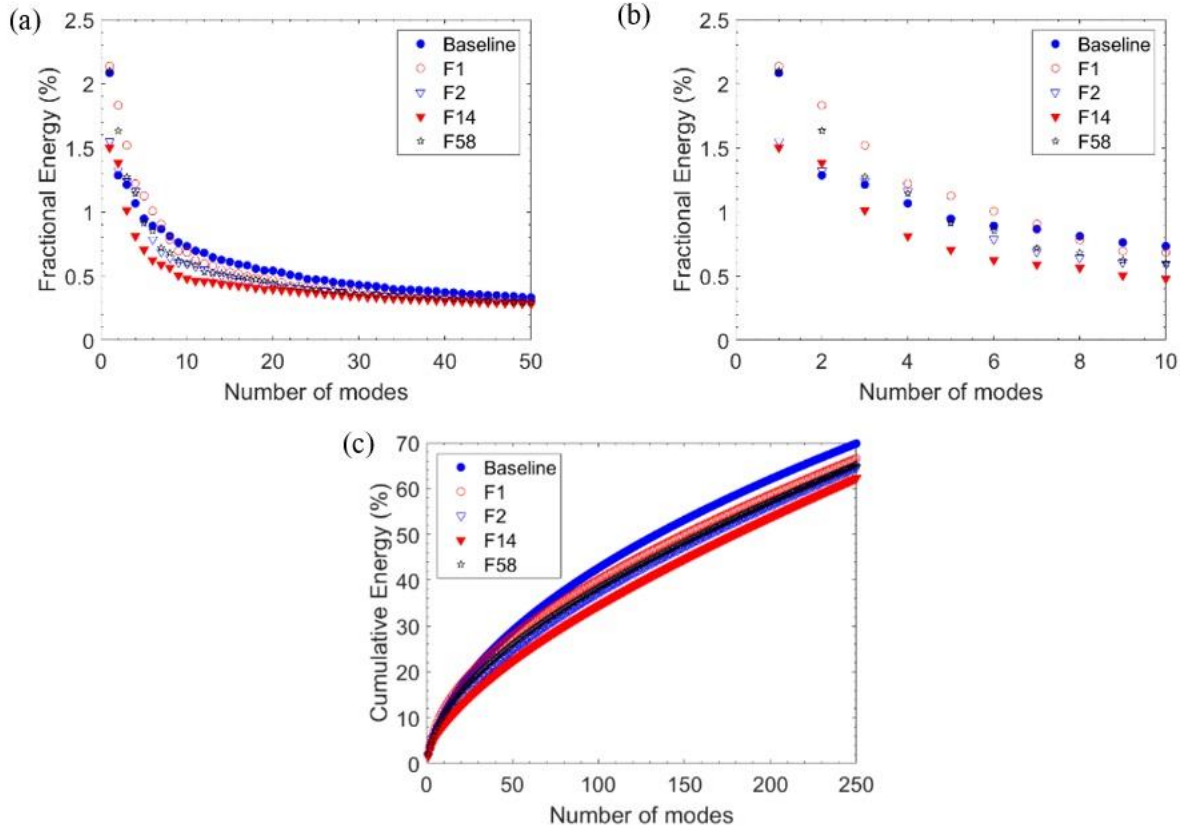 (a)
2.5
2
1.5
1
0.5
0
Fractional Energy (%)
Baseline
F1
F2
F14
F58
0 10 20 30 40 50
Number of modes
(b)
2.5
2
1.5
1
0.5
0
Fractional Energy (%)
Baseline
F1
F2
F14
F58
0 2 4 6 8 10
Number of modes
(c)
70
60
50
40
30
20
10
0
Cumulative Energy (%)
Baseline
F1
F2
F14
F58
0 50 100 150 200 250
Number of modes